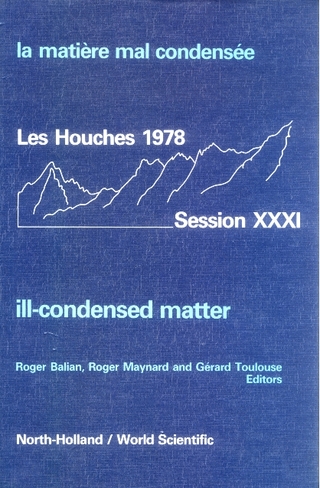 la matière mal condensée
Les Houches 1978
Session XXXI
ill-condensed matter
Roger Balian, Roger Maynard and Gérard Toulouse
Editors
North-Holland / World Scientific